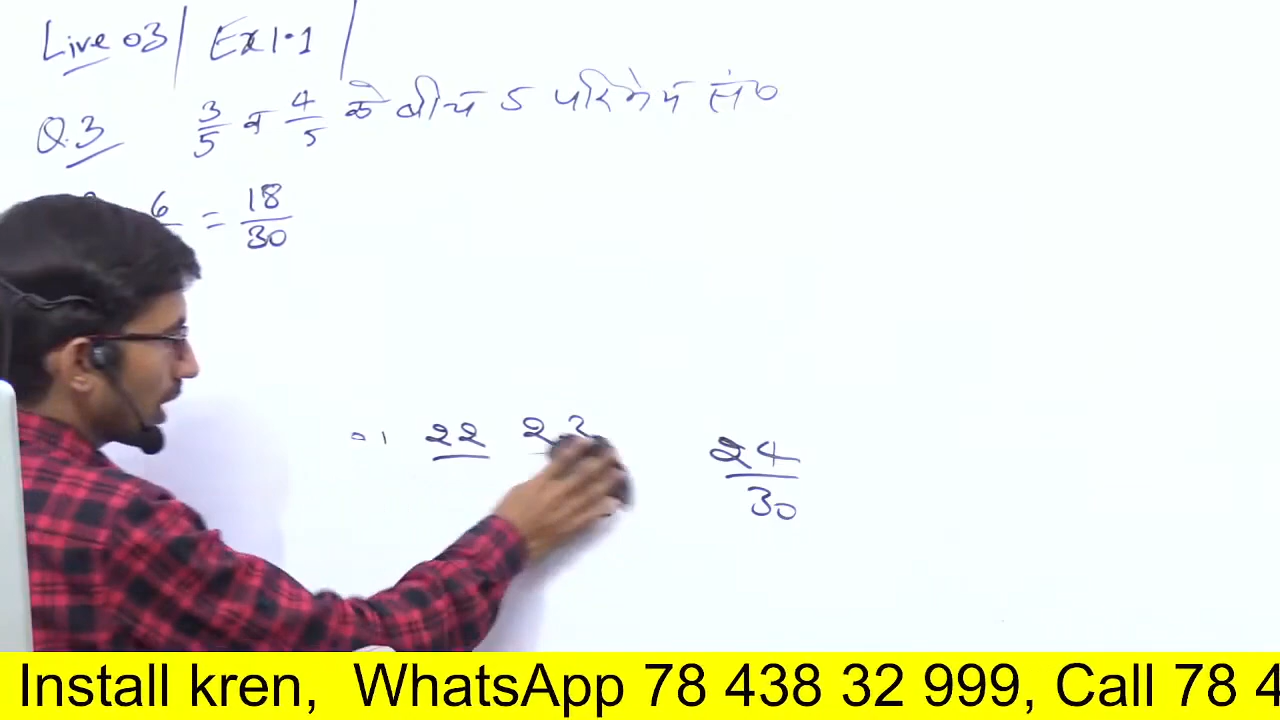 Live 03 | Ex 1.1 |
Q.3 3/5 व 4/5 के बीच 5 परिमेय सं०
6 = 18/30
22 2 24/30
Install kren, WhatsApp 78 438 32 999, Call 78 4